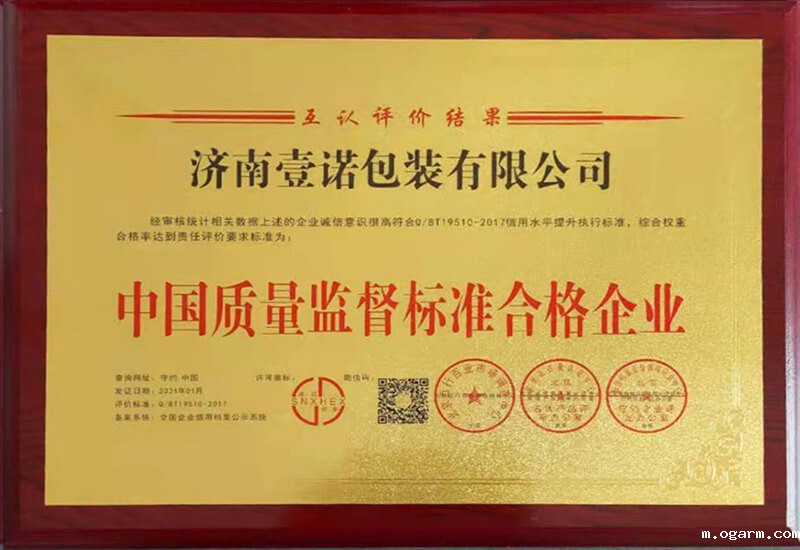 互认评价结果
济南壹诺包装有限公司
经审核统计相关数据上述的企业诚信意识很高符合Q/BT19510-2017信用水平提升执行标准，综合权重
合格率达到责任评价要求标准为：
中国质量监督标准合格企业
查询网址：守约.中国
发证日期：2021年01月
评价标准：Q/BT19510-2017
备案系统：全国企业信用档案公示系统
许可徽标：
SNXHEX
微信码：
m.ogarm.com